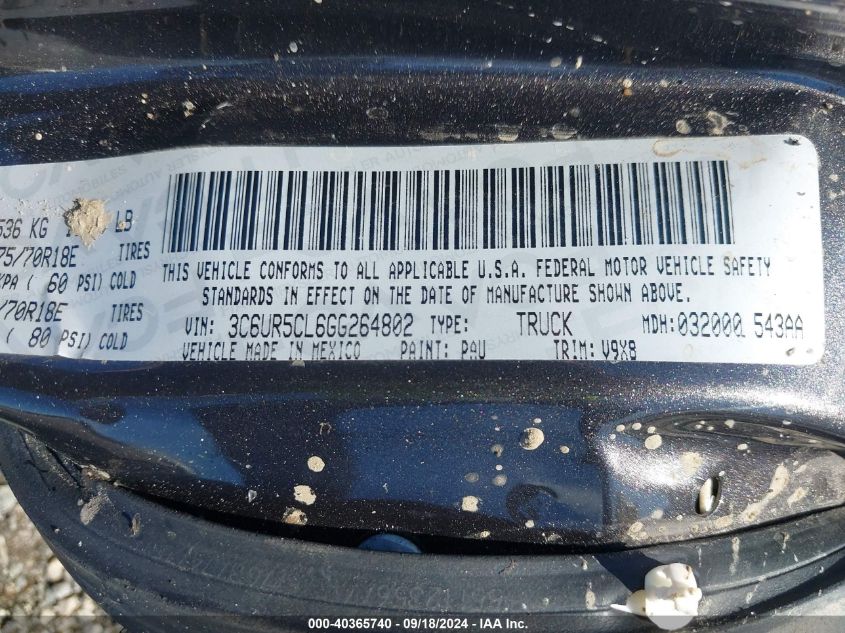 536 KG LB
75/70R18E TIRES
KPA ( 60 PSI) COLD
/70R18E TIRES
( 80 PSI) COLD
THIS VEHICLE CONFORMS TO ALL APPLICABLE U.S.A. FEDERAL MOTOR VEHICLE SAFETY
STANDARDS IN EFFECT ON THE DATE OF MANUFACTURE SHOWN ABOVE.
VIN: 3C6UR5CL6GG264802 TYPE: TRUCK MDH: 032000 543AA
VEHICLE MADE IN MEXICO PAINT: PAU TRIM: V9X8
000-40365740 - 09/18/2024 - IAA Inc.